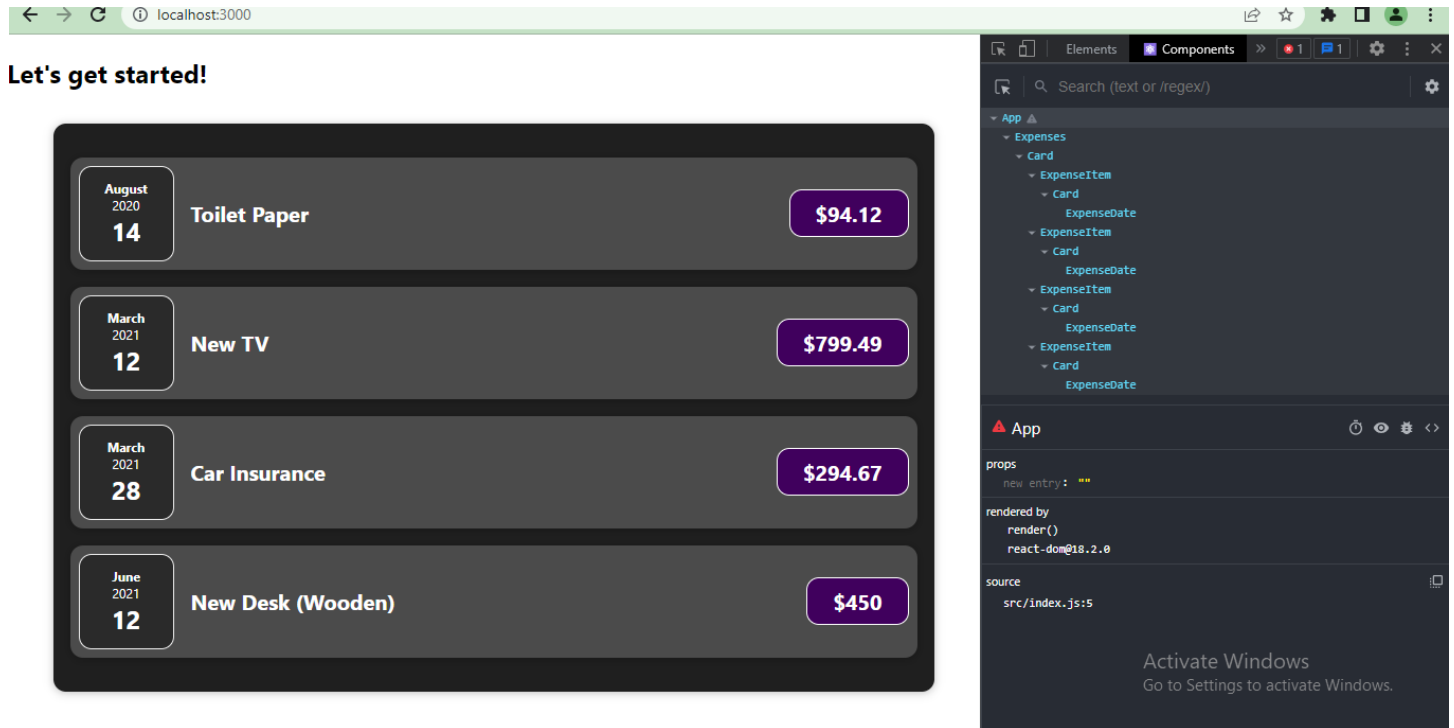 localhost:3000
Let's get started!
August
2020
14
Toilet Paper
$94.12
March
2021
12
New TV
$799.49
March
2021
28
Car Insurance
$294.67
June
2021
12
New Desk (Wooden)
$450
Elements
Components
1
1
Search (text or /regex/)
App
Expenses
Card
ExpenseItem
Card
ExpenseDate
ExpenseItem
Card
ExpenseDate
ExpenseItem
Card
ExpenseDate
ExpenseItem
Card
ExpenseDate
App
props
new entry: ""
rendered by
render()
react-dom@18.2.0
source
src/index.js:5
Activate Windows
Go to Settings to activate Windows.